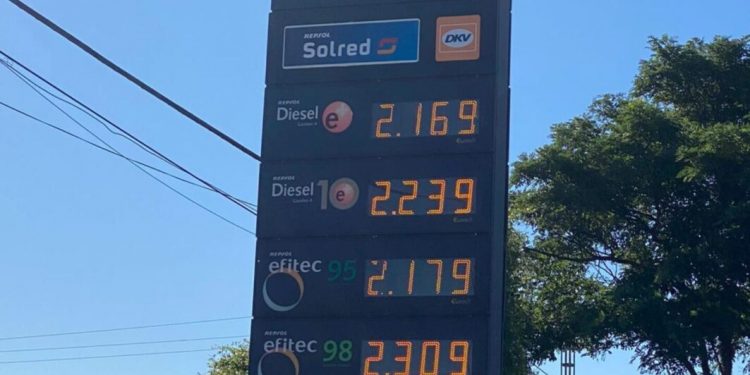 REPSOL
Solred
DKV
REPSOL
Diesel e
2.169
REPSOL
Diesel 10 e
2.239
REPSOL
efitec 95
2.179
REPSOL
efitec 98
2.309